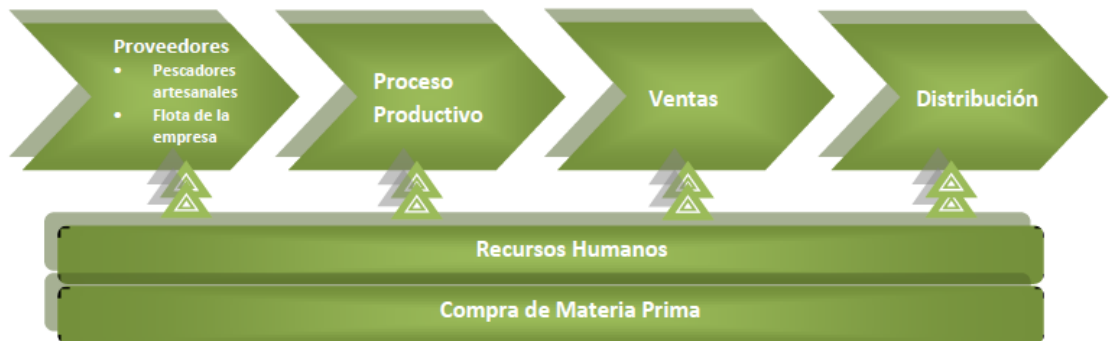 Proveedores
• Pescadores
artesanales
• Flota de la
empresa
Proceso
Productivo
Ventas
Distribución
Recursos Humanos
Compra de Materia Prima